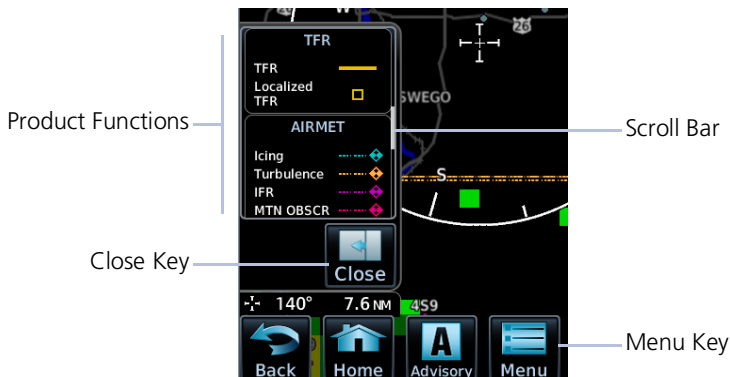 W
26
TFR
TFR
Localized
TFR
SWEGO
Product Functions
Scroll Bar
AIRMET
Icing
Turbulence
IFR
MTN OBSCR
S
Close Key
Close
140° 7.6 NM
4S9
Menu Key
Back
Home
A
Advisory
Menu